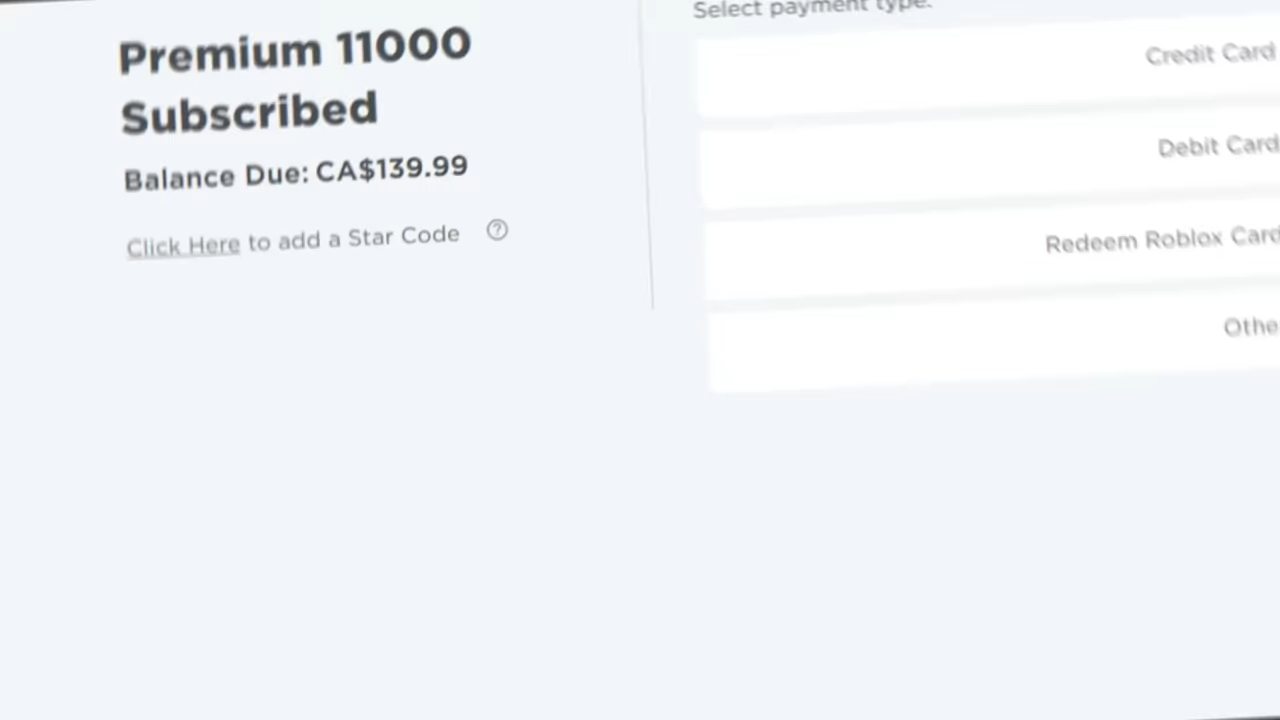 Premium 11000
Subscribed
Balance Due: CA$139.99
Click Here to add a Star Code
Select payment type:
Credit Card
Debit Card
Redeem Roblox Card